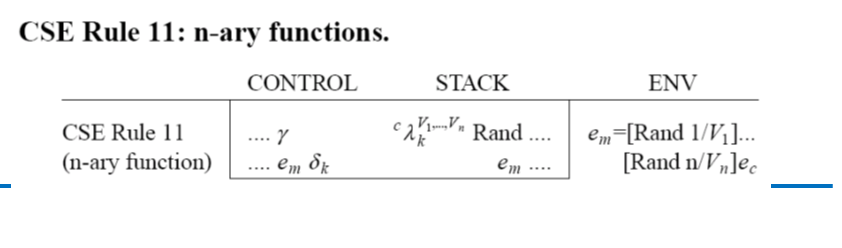 CSE Rule 11: n-ary functions.
CONTROL STACK ENV
CSE Rule 11 .... γ ᶜλₖ^V₁,...,Vₙ Rand .... eₘ=[Rand 1/V₁]...
(n-ary function) .... eₘ δₖ eₘ .... [Rand n/Vₙ]e꜀